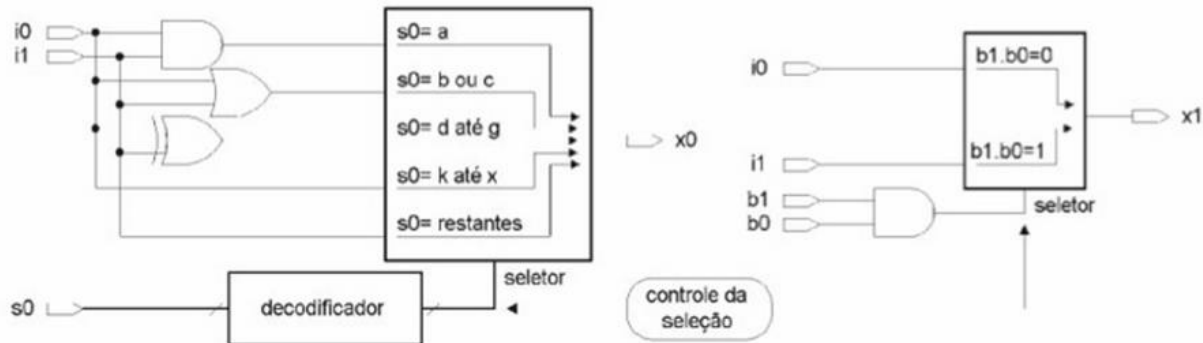 i0
i1
s0= a
s0= b ou c
s0= d até g
s0= k até x
s0= restantes
x0
seletor
s0
decodificador
controle da
seleção
i0
b1.b0=0
x1
i1
b1.b0=1
b1
b0
seletor